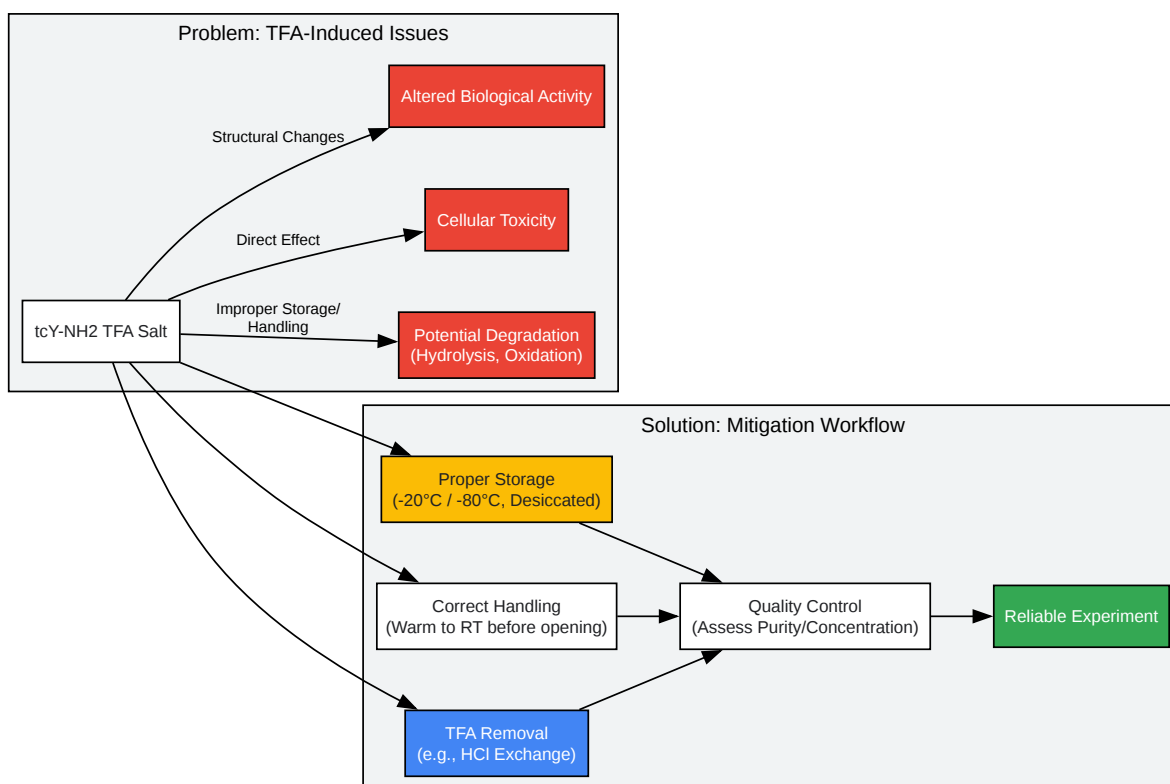 Problem: TFA-Induced Issues
Altered Biological Activity
Structural Changes
Cellular Toxicity
Direct Effect
Improper Storage/
Handling
tcY-NH2 TFA Salt
Potential Degradation
(Hydrolysis, Oxidation)
Solution: Mitigation Workflow
Proper Storage
(-20°C / -80°C, Desiccated)
Correct Handling
(Warm to RT before opening)
Quality Control
(Assess Purity/Concentration)
Reliable Experiment
TFA Removal
(e.g., HCl Exchange)